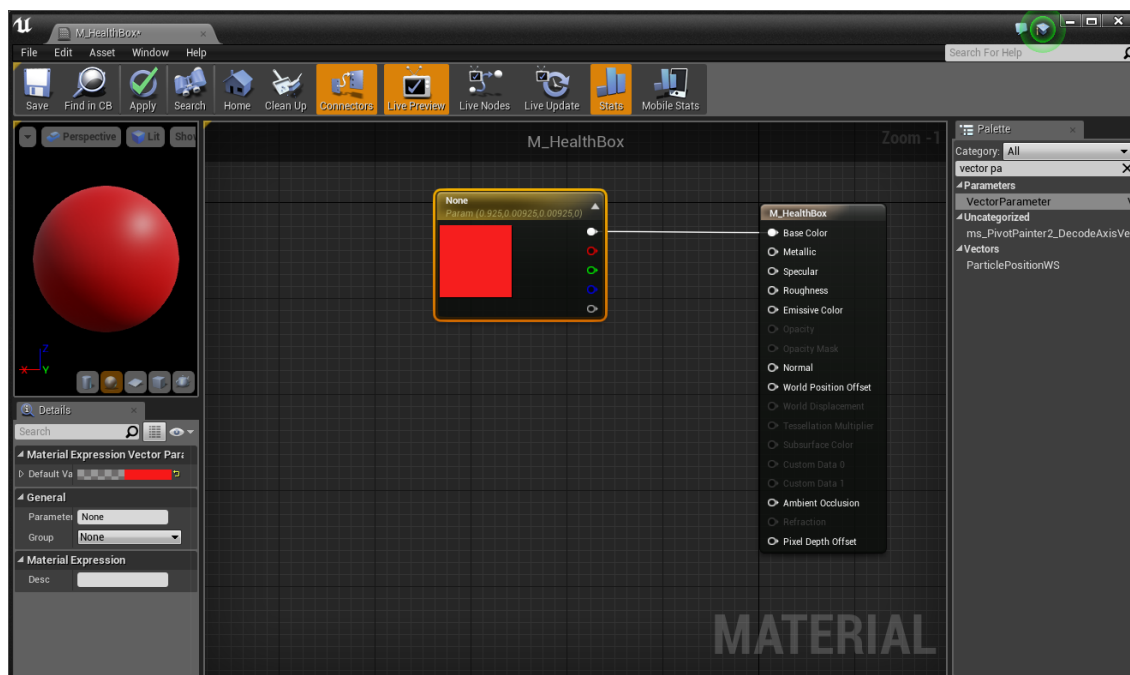 M_HealthBox*
File Edit Asset Window Help
Search For Help
Save Find in CB Apply Search Home Clean Up Connectors Live Preview Live Nodes Live Update Stats Mobile Stats
Perspective Lit Sho
M_HealthBox
Zoom -1
Palette
Category: All
vector pa
Parameters
VectorParameter
Uncategorized
ms_PivotPainter2_DecodeAxisVe
Vectors
ParticlePositionWS
None
Param (0.925,0.00925,0.00925,0)
M_HealthBox
Base Color
Metallic
Specular
Roughness
Emissive Color
Opacity
Opacity Mask
Normal
World Position Offset
World Displacement
Tessellation Multiplier
Subsurface Color
Custom Data 0
Custom Data 1
Ambient Occlusion
Refraction
Pixel Depth Offset
Z
X Y
Details
Search
Material Expression Vector Para
Default Va
General
Parameter None
Group None
Material Expression
Desc
MATERIAL